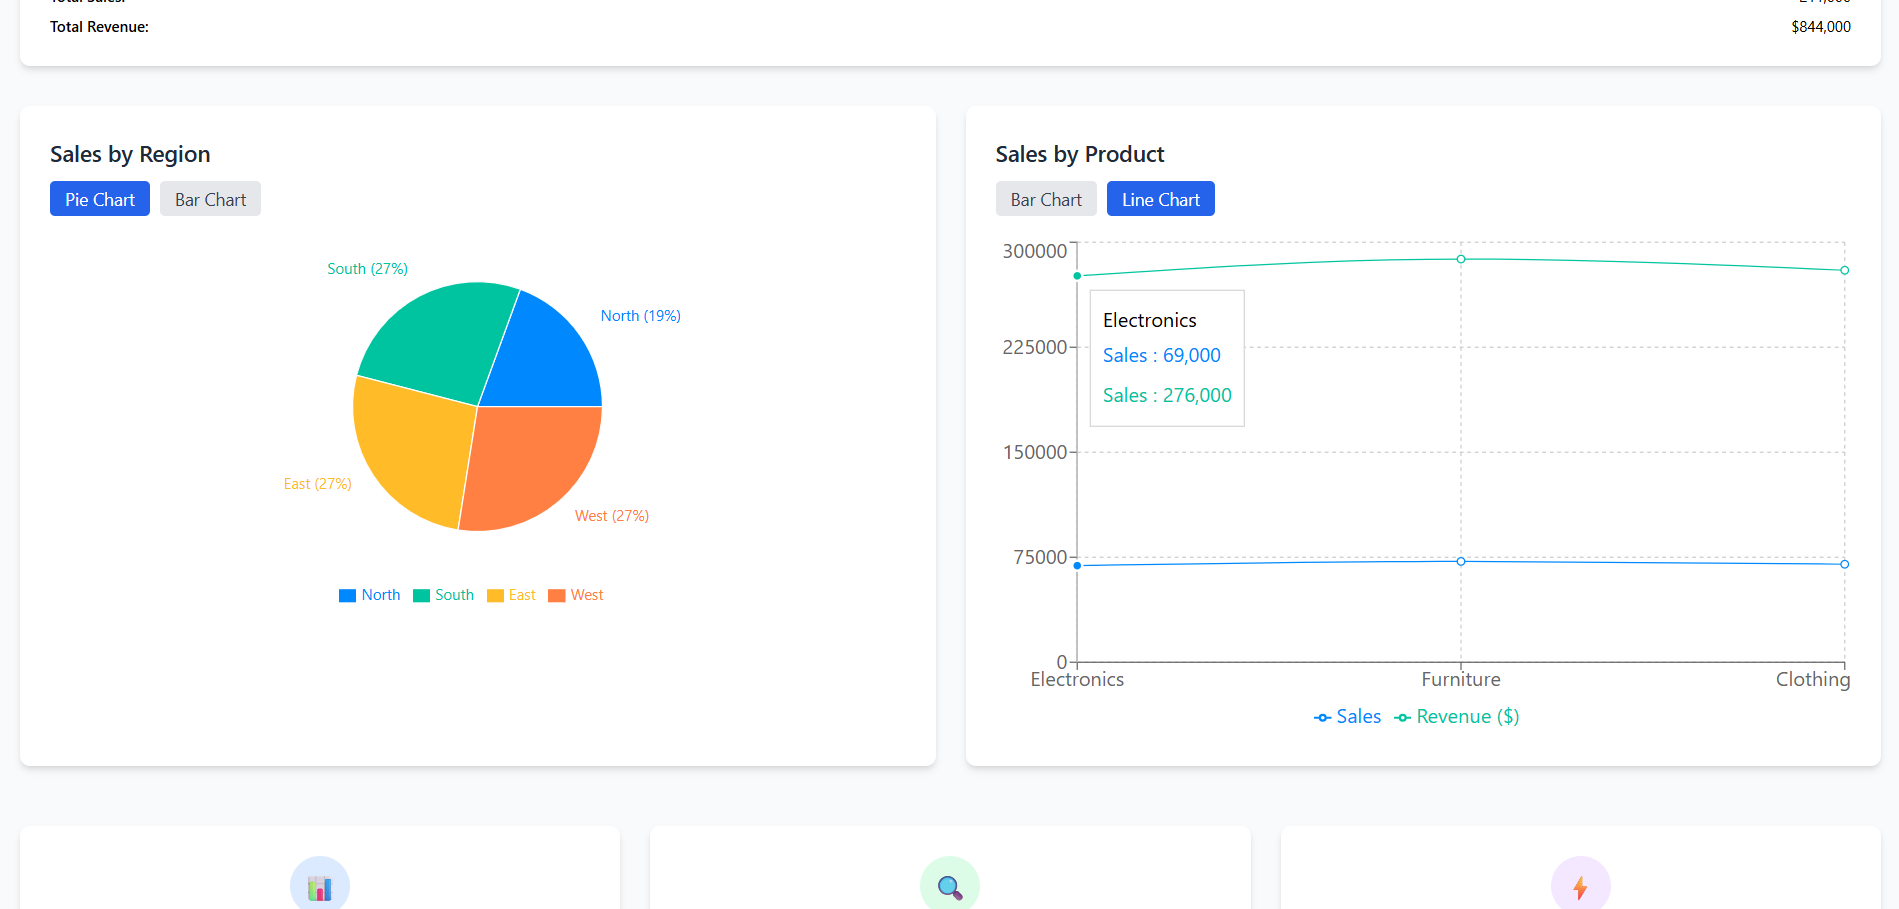 Total Revenue:
$844,000
Sales by Region
Pie Chart
Bar Chart
South (27%)
North (19%)
East (27%)
West (27%)
North
South
East
West
Sales by Product
Bar Chart
Line Chart
300000
225000
150000
75000
0
Electronics
Sales : 69,000
Sales : 276,000
Electronics
Furniture
Clothing
Sales
Revenue ($)